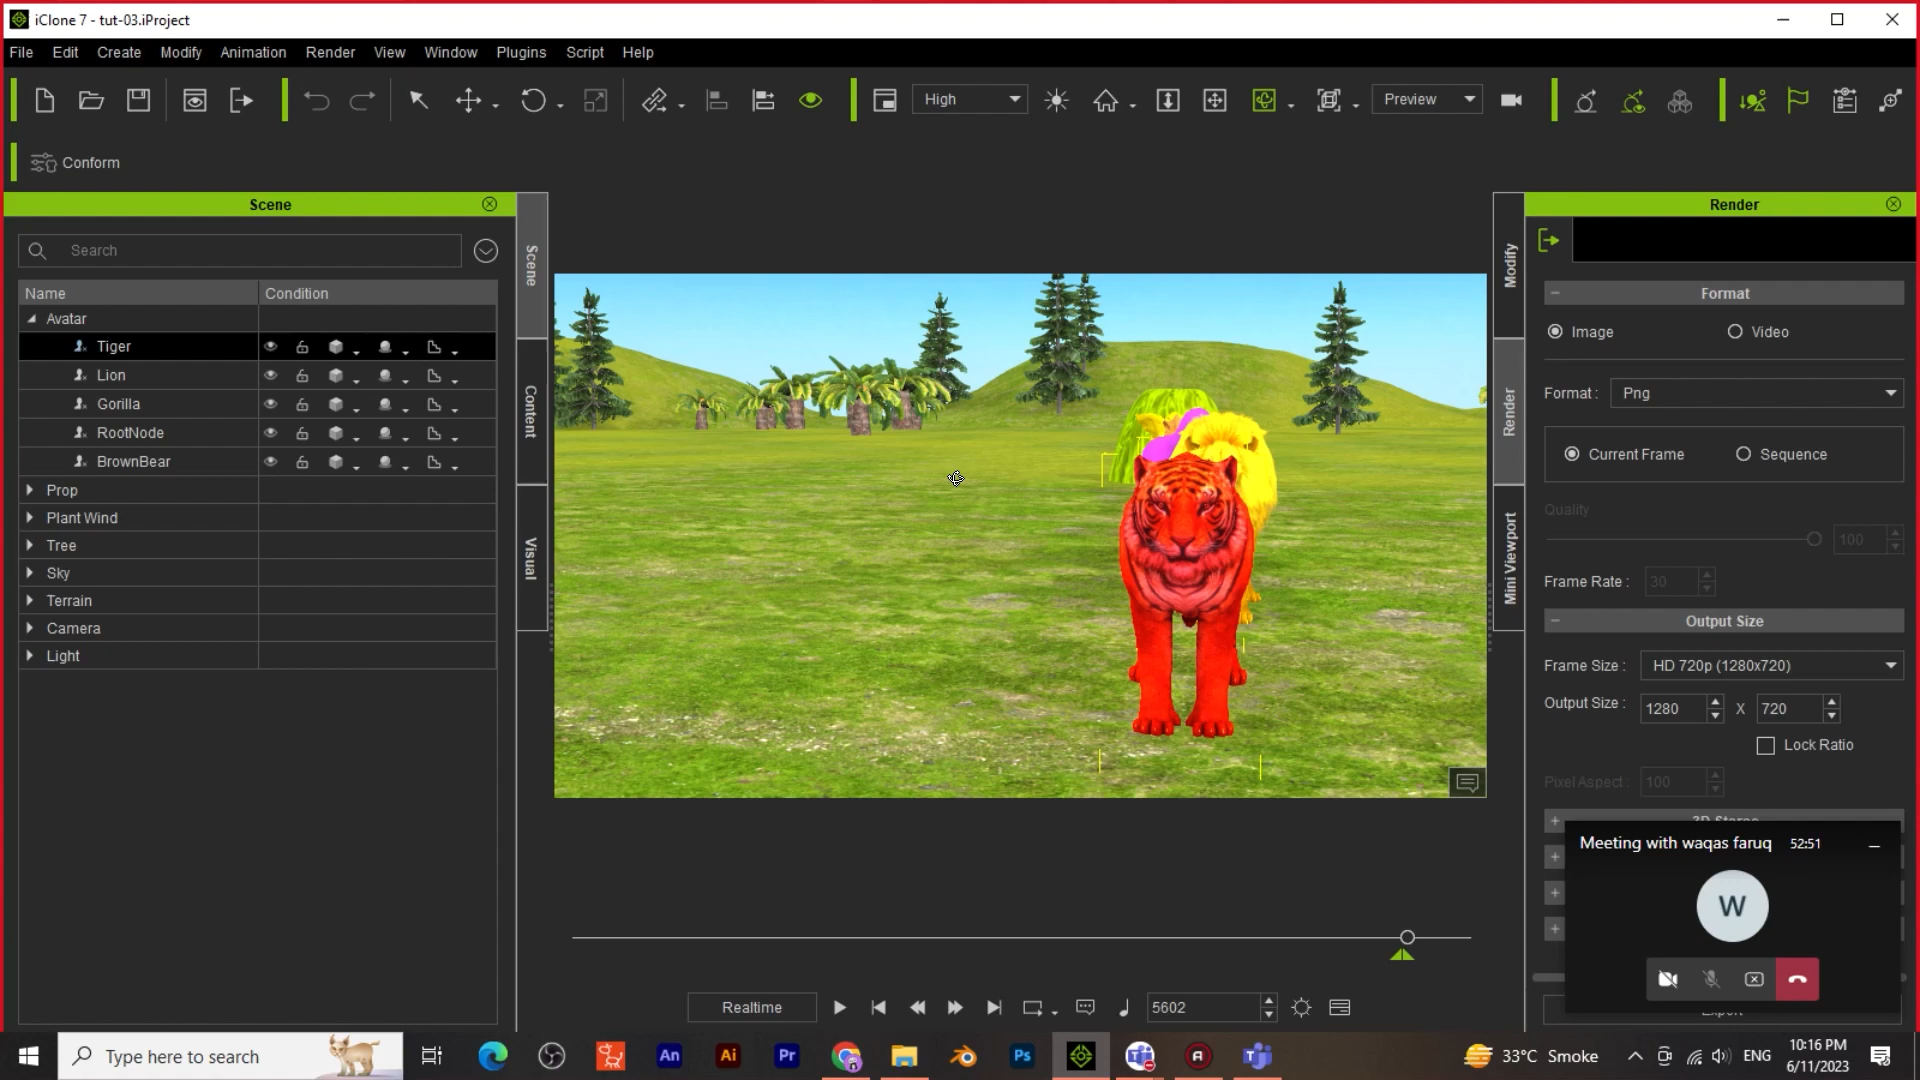 iClone 7 - tut-03.iProject
File Edit Create Modify Animation Render View Window Plugins Script Help
High
Preview
Conform
Scene
Search
Name Condition
Avatar
Tiger
Lion
Gorilla
RootNode
BrownBear
Prop
Plant Wind
Tree
Sky
Terrain
Camera
Light
Scene
Content
Visual
Modify
Render
Mini Viewport
Render
Format
Image Video
Format : Png
Current Frame Sequence
Quality
100
Frame Rate : 30
Output Size
Frame Size : HD 720p (1280x720)
Output Size : 1280 X 720
Lock Ratio
Pixel Aspect : 100
Meeting with waqas faruq 52:51
W
Realtime
5602
Type here to search
An
Ai
Pr
Ps
33°C Smoke
ENG
10:16 PM
6/11/2023